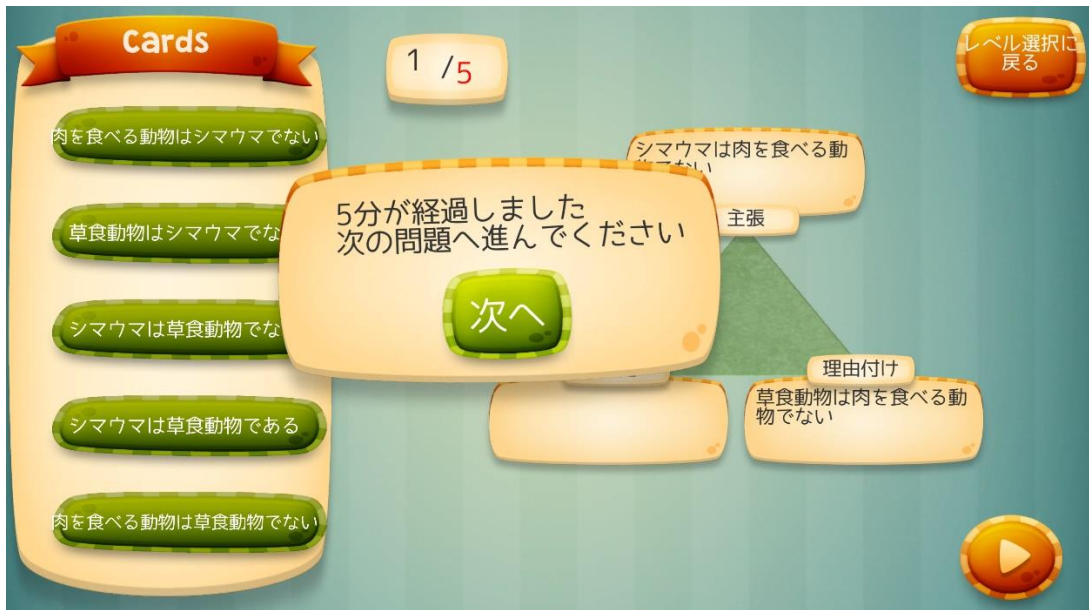 Cards
肉を食べる動物はシマウマでない
草食動物はシマウマでな
シマウマは草食動物でな
シマウマは草食動物である
肉を食べる動物は草食動物でない
1 /5
レベル選択に
戻る
シマウマは肉を食べる動
物でない
主張
5分が経過しました
次の問題へ進んでください
次へ
理由付け
草食動物は肉を食べる動
物でない